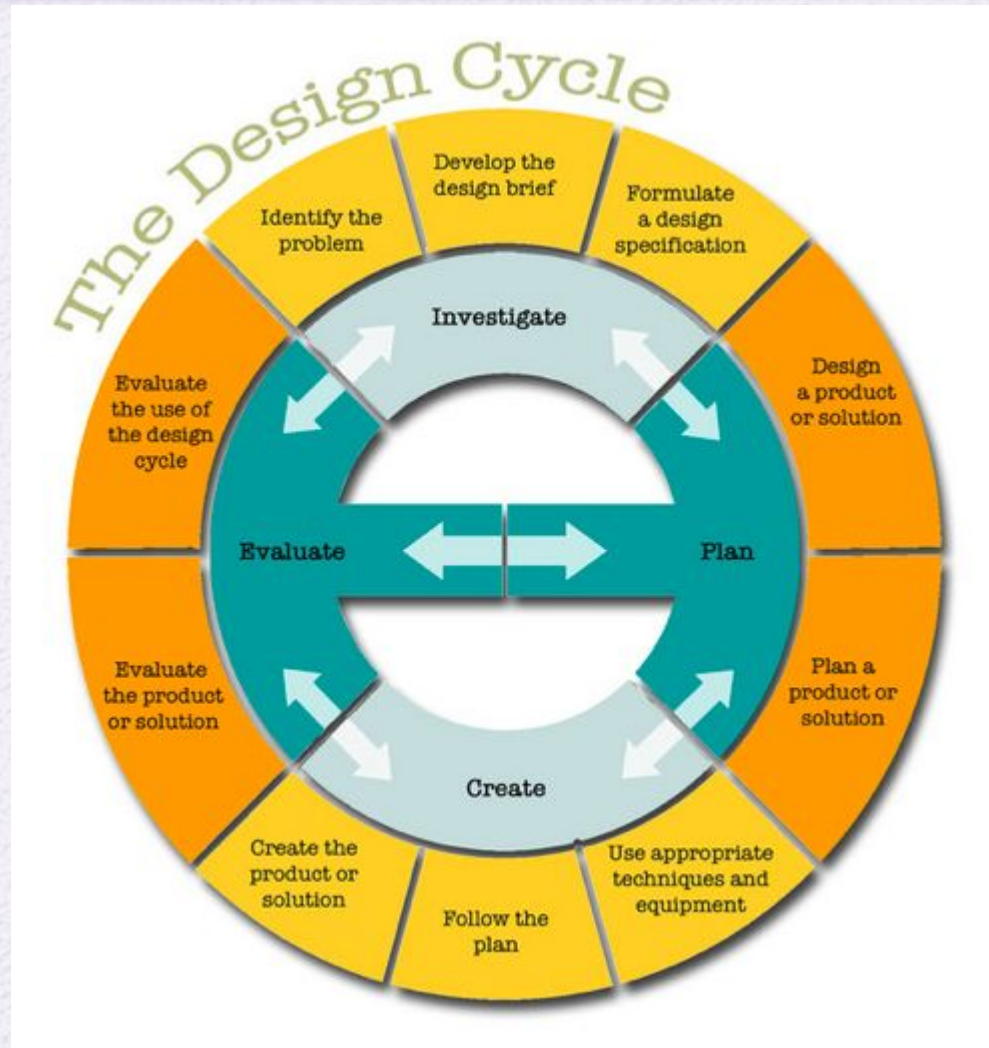 The Design Cycle
Identify the
problem
Develop the
design brief
Formulate
a design
specification
Design
a product
or solution
Plan a
product or
solution
Use appropriate
techniques and
equipment
Follow the
plan
Create the
product or
solution
Evaluate
the product
or solution
Evaluate
the use of
the design
cycle
Investigate
Plan
Create
Evaluate